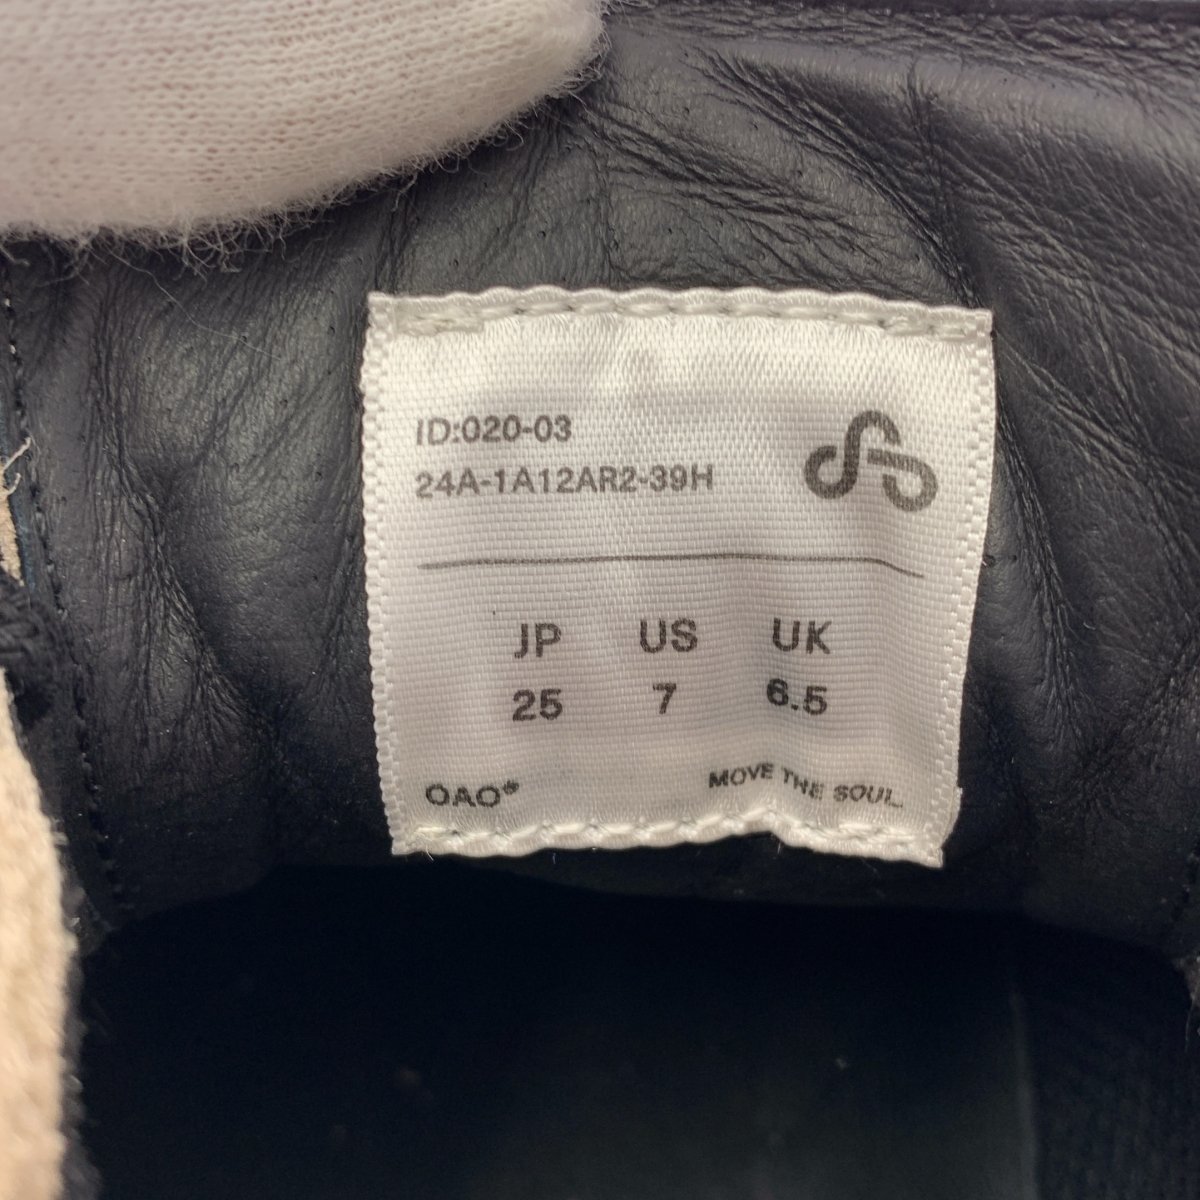 ID:020-03
24A-1A12AR2-39H
JP US UK
25 7 6.5
OAO® MOVE THE SOUL